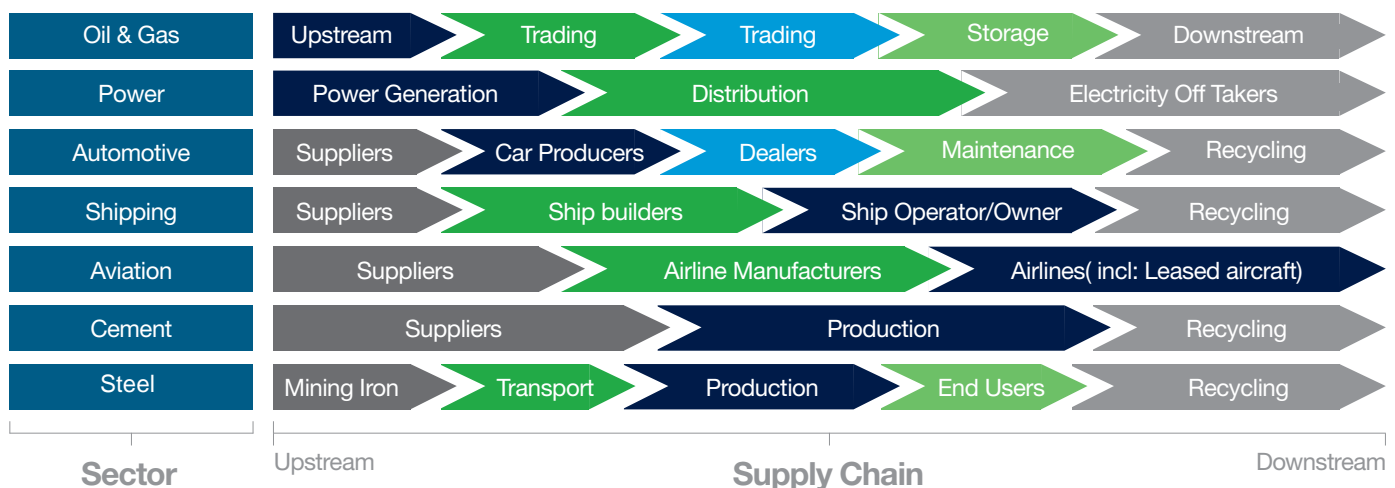 Oil & Gas Upstream Trading Trading Storage Downstream
Power Power Generation Distribution Electricity Off Takers
Automotive Suppliers Car Producers Dealers Maintenance Recycling
Shipping Suppliers Ship builders Ship Operator/Owner Recycling
Aviation Suppliers Airline Manufacturers Airlines( incl: Leased aircraft)
Cement Suppliers Production Recycling
Steel Mining Iron Transport Production End Users Recycling
Upstream Downstream
Sector Supply Chain